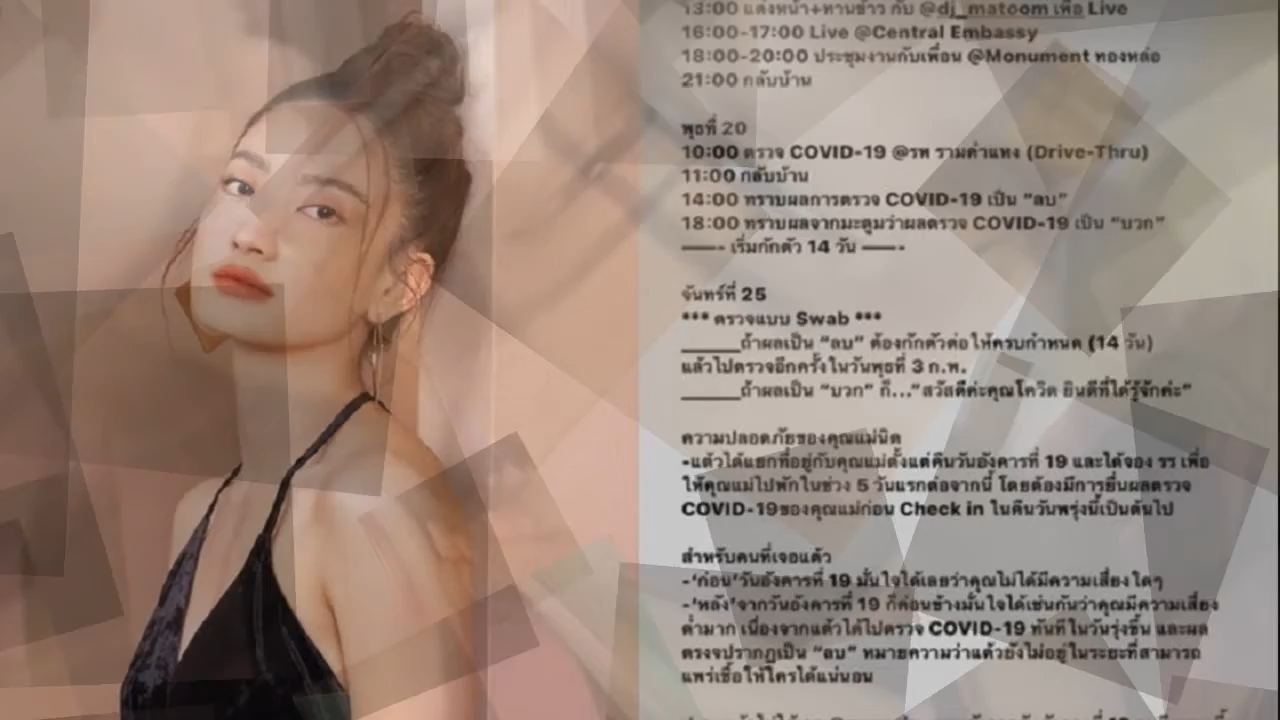 13:00 แต่งหน้า+ทานข้าว กับ @dj_matoom เพื่อ Live
16:00-17:00 Live @Central Embassy
18:00-20:00 ประชุมงานกับเพื่อน @Monument ทองหล่อ
21:00 กลับบ้าน
พุธที่ 20
10:00 ตรวจ COVID-19 @รพ รามคำแหง (Drive-Thru)
11:00 กลับบ้าน
14:00 ทราบผลการตรวจ COVID-19 เป็น “ลบ”
18:00 ทราบผลจากมะตูมว่าผลตรวจ COVID-19 เป็น “บวก”
——- เริ่มกักตัว 14 วัน ——-
จันทร์ที่ 25
*** ตรวจแบบ Swab ***
______ถ้าผลเป็น “ลบ” ต้องกักตัวต่อให้ครบกำหนด (14 วัน)
แล้วไปตรวจอีกครั้งในวันพุธที่ 3 ก.พ.
______ถ้าผลเป็น “บวก” ก็...”สวัสดีค่ะคุณโควิด ยินดีที่ได้รู้จักค่ะ”
ความปลอดภัยของคุณแม่นิด
-แต้วได้แยกที่อยู่กับคุณแม่ตั้งแต่คืนวันอังคารที่ 19 และได้จอง รร เพื่อ
ให้คุณแม่ไปพักในช่วง 5 วันแรกต่อจากนี้ โดยต้องมีการยื่นผลตรวจ
COVID-19ของคุณแม่ก่อน Check in ในคืนวันพรุ่งนี้เป็นต้นไป
สำหรับคนที่เจอแต้ว
-‘ก่อน’วันอังคารที่ 19 มั่นใจได้เลยว่าคุณไม่ได้มีความเสี่ยงใดๆ
-‘หลัง’จากวันอังคารที่ 19 ก็ค่อนข้างมั่นใจได้เช่นกันว่าคุณมีความเสี่ยง
ต่ำมาก เนื่องจากแต้วได้ไปตรวจ COVID-19 ทันทีในวันรุ่งขึ้น และผล
ตรวจปรากฏเป็น “ลบ” หมายความว่าแต้วยังไม่อยู่ในระยะที่สามารถ
แพร่เชื้อให้ใครได้แน่นอน